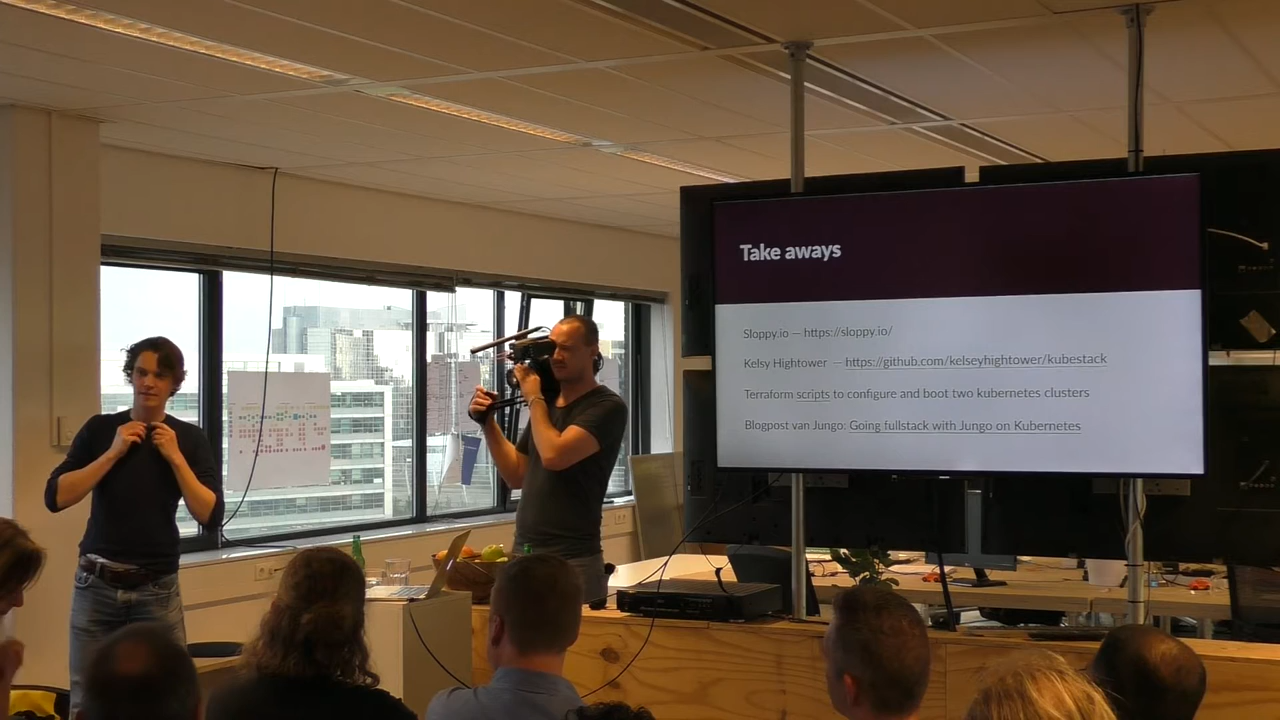 Take aways
Sloppy.io — https://sloppy.io/
Kelsy Hightower — https://github.com/kelseyhightower/kubestack
Terraform scripts to configure and boot two kubernetes clusters
Blogpost van Jungo: Going fullstack with Jungo on Kubernetes